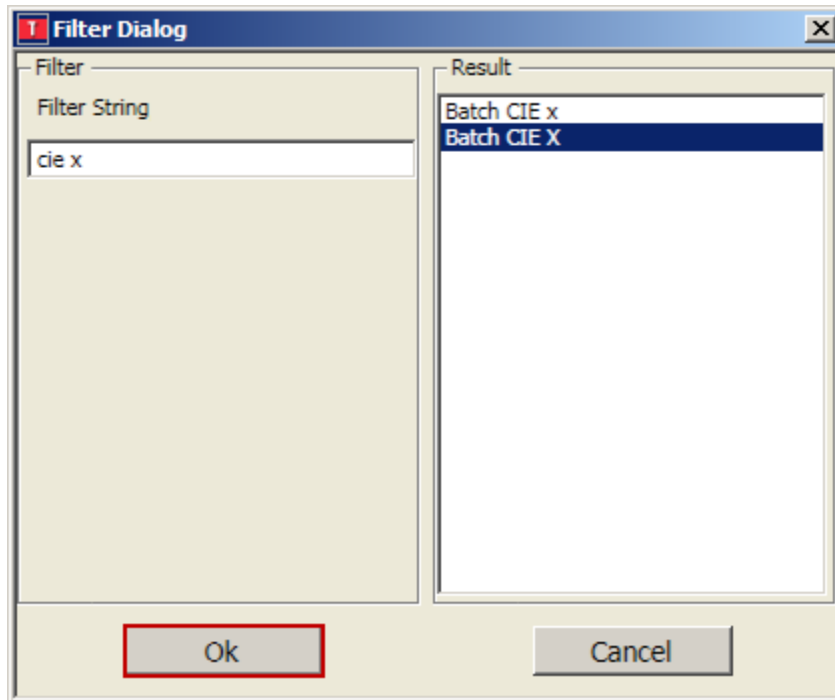 T Filter Dialog
Filter
Filter String
cie x
Result
Batch CIE x
Batch CIE X
Ok
Cancel